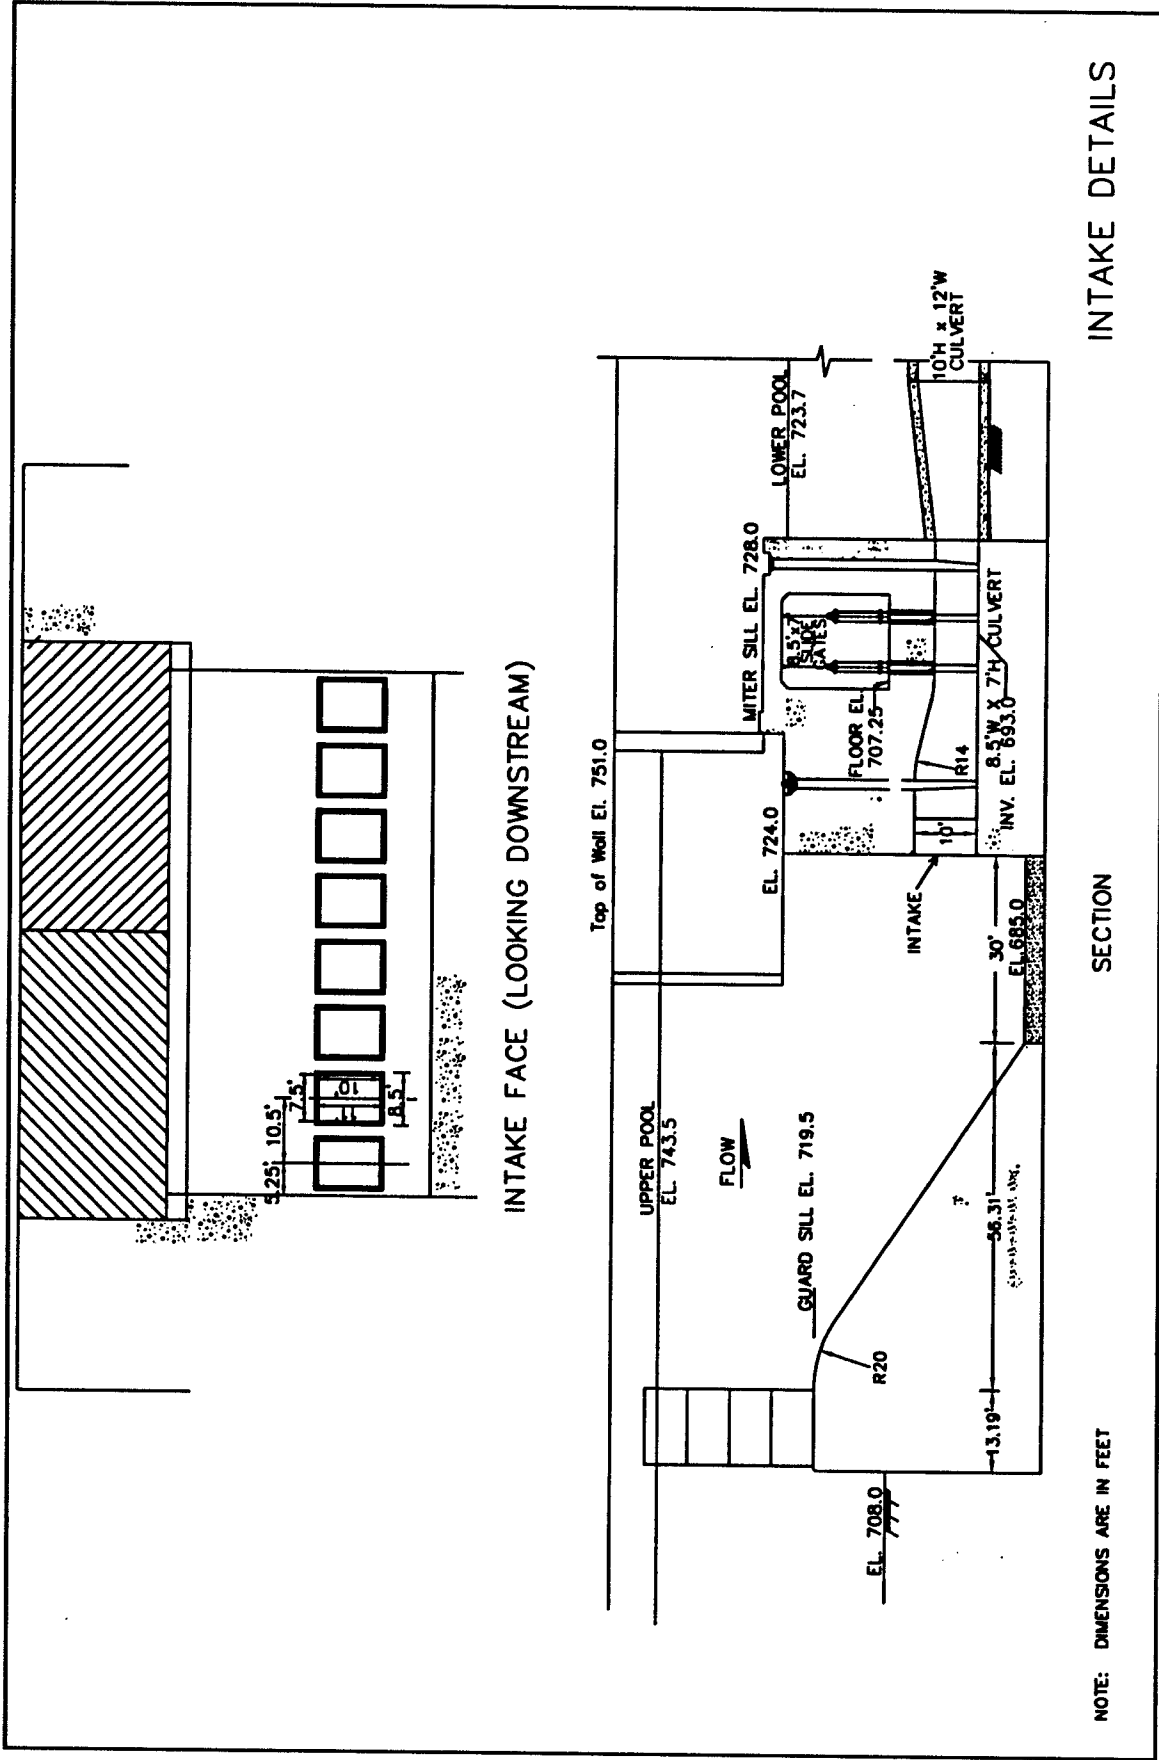 5.25' 10.5'
7.5'
10'
11'
8.5'
INTAKE FACE (LOOKING DOWNSTREAM)
Top of Wall El. 751.0
UPPER POOL
EL. 743.5
FLOW
GUARD SILL EL. 719.5
R20
EL. 708.0
13.19'
56.31'
30'
EL.685.0
INTAKE
EL. 724.0
MITER SILL EL. 728.0
8.5'x7'
SLIDE
GATES
FLOOR EL.
707.25
R14
10'
8.5'W X 7'H CULVERT
INV. EL. 693.0
LOWER POOL
EL. 723.7
10'H x 12'W
CULVERT
SECTION
NOTE: DIMENSIONS ARE IN FEET
INTAKE DETAILS